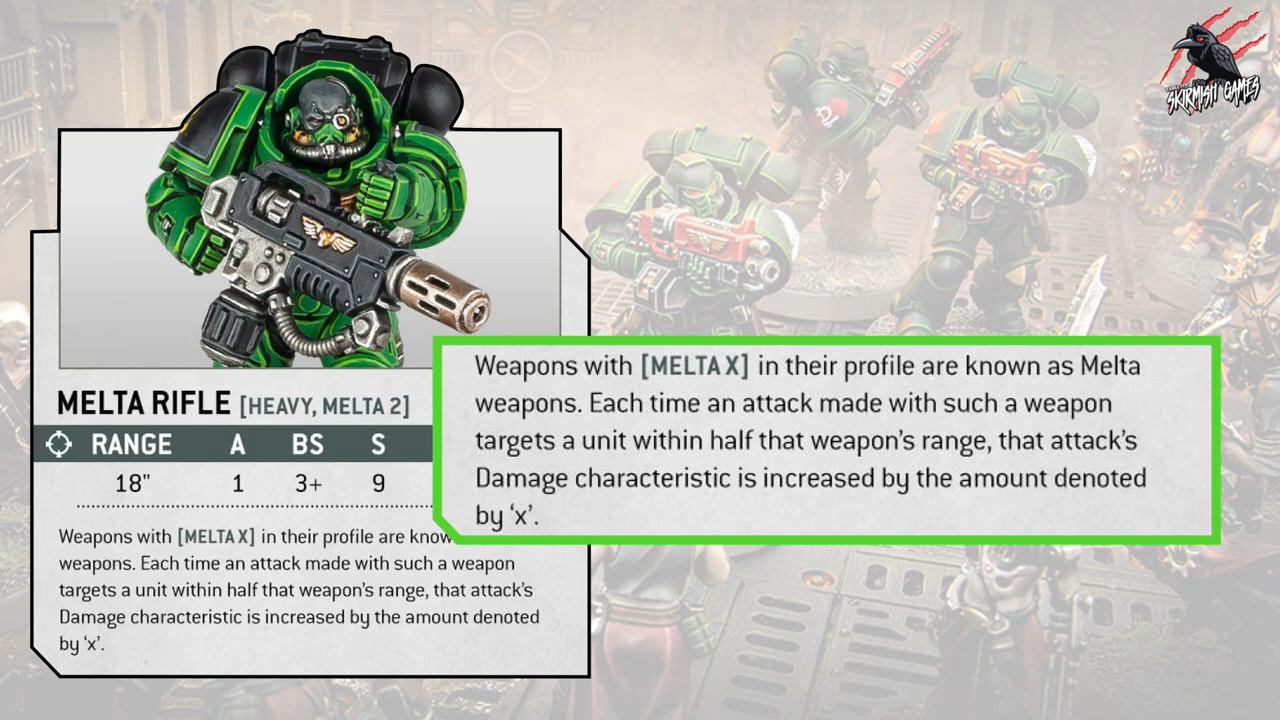 SKIRMISH GAMES
MELTA RIFLE [HEAVY, MELTA 2]
RANGE A BS S
18" 1 3+ 9
Weapons with [MELTA X] in their profile are know
weapons. Each time an attack made with such a weapon
targets a unit within half that weapon's range, that attack's
Damage characteristic is increased by the amount denoted
by 'x'.
Weapons with [MELTA X] in their profile are known as Melta
weapons. Each time an attack made with such a weapon
targets a unit within half that weapon's range, that attack's
Damage characteristic is increased by the amount denoted
by 'x'.